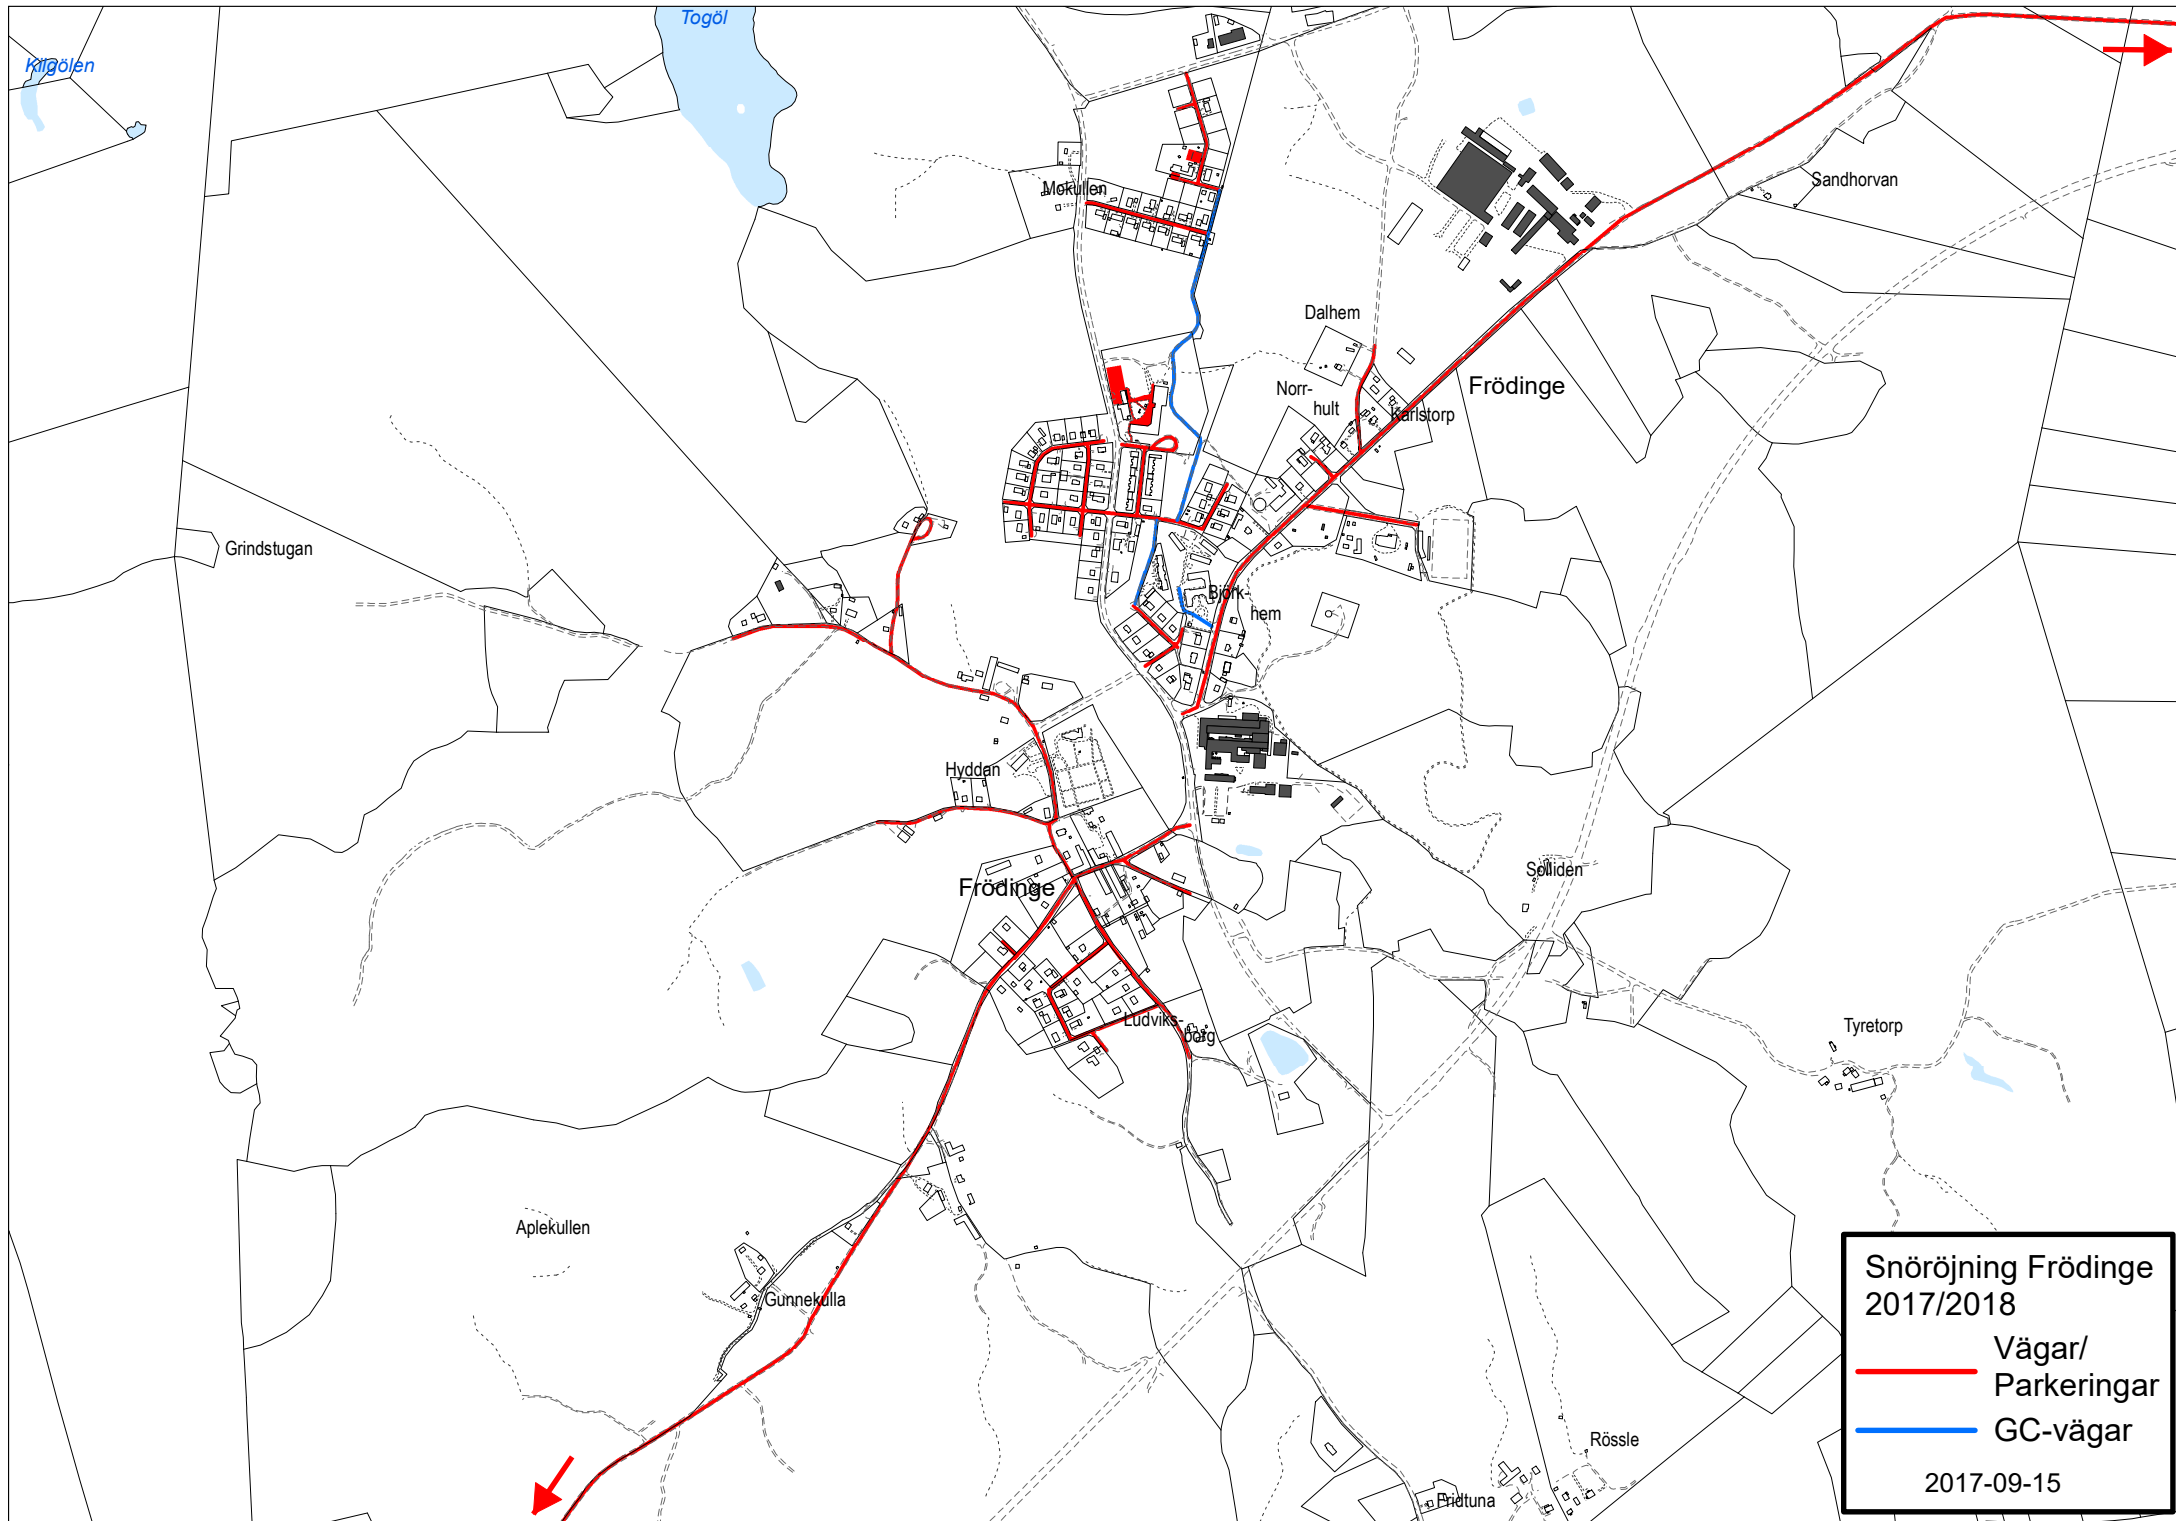 Togöl
Kilgölen
Mokullen
Sandhorvan
Dalhem
Frödinge
Norr-
hult
Karlstorp
Grindstugan
Björk-
hem
Hyddan
Frödinge
Solliden
Ludviks-
borg
Tyretorp
Aplekullen
Gunnekulla
Rössle
Fridtuna
Snöröjning Frödinge
2017/2018
Vägar/
Parkeringar
GC-vägar
2017-09-15